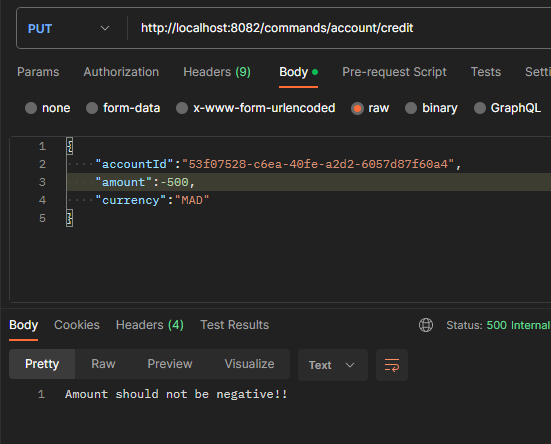 PUT http://localhost:8082/commands/account/credit
Params Authorization Headers (9) Body Pre-request Script Tests Setti
none form-data x-www-form-urlencoded raw binary GraphQL
1 {
2 "accountId":"53f07528-c6ea-40fe-a2d2-6057d87f60a4",
3 "amount":-500,
4 "currency":"MAD"
5 }
Body Cookies Headers (4) Test Results Status: 500 Internal
Pretty Raw Preview Visualize Text
1 Amount should not be negative!!